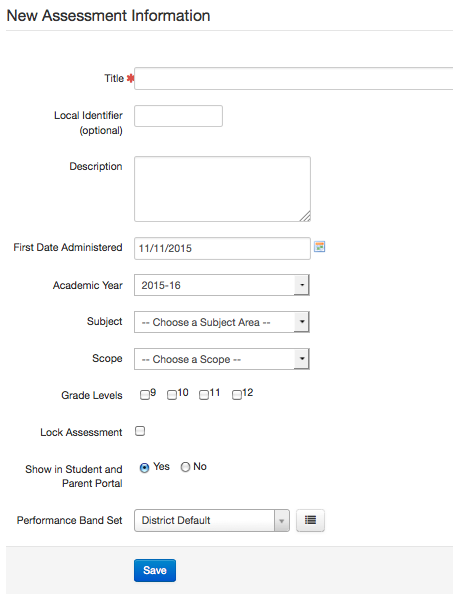 New Assessment Information
Title *
Local Identifier
(optional)
Description
First Date Administered 11/11/2015
Academic Year 2015-16
Subject -- Choose a Subject Area --
Scope -- Choose a Scope --
Grade Levels 9 10 11 12
Lock Assessment
Show in Student and Yes No
Parent Portal
Performance Band Set District Default
Save